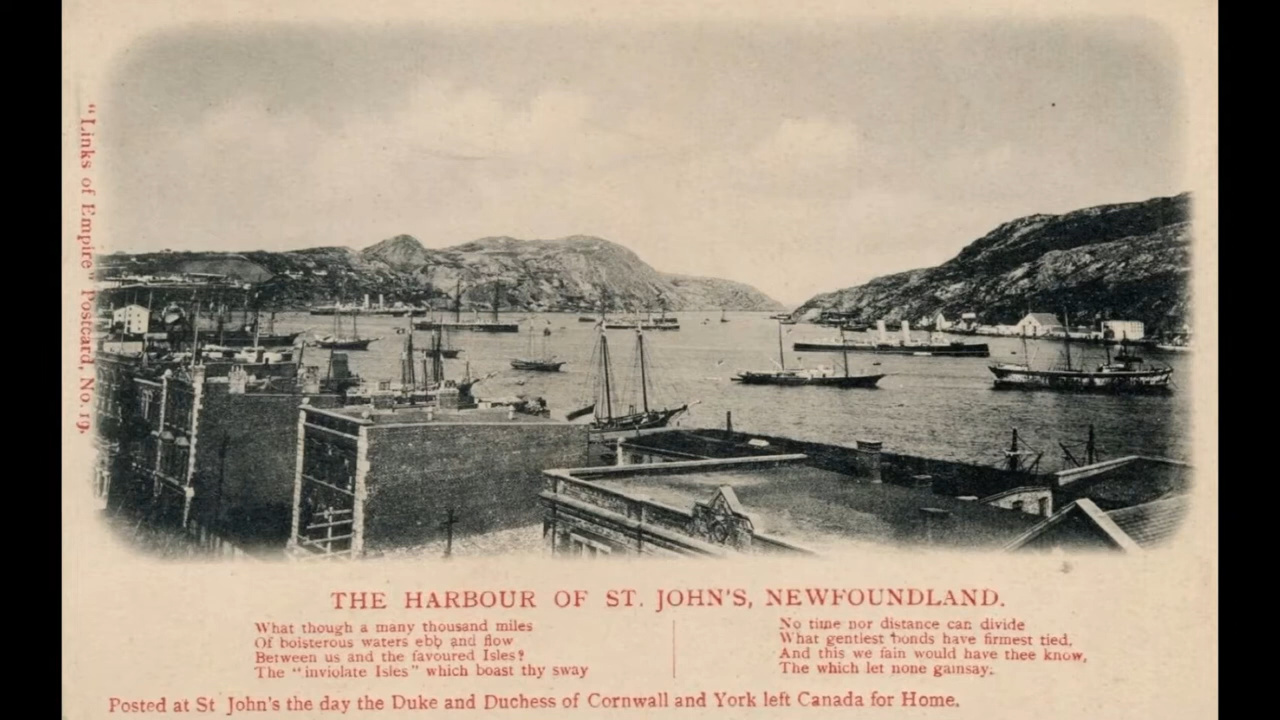 "Links of Empire" Postcard, No. 19.
THE HARBOUR OF ST. JOHN'S, NEWFOUNDLAND.
What though a many thousand miles
Of boisterous waters ebb and flow
Between us and the favoured Isles?
The "inviolate Isles" which boast thy sway
No time nor distance can divide
What gentlest bonds have firmest tied,
And this we fain would have thee know,
The which let none gainsay.
Posted at St John's the day the Duke and Duchess of Cornwall and York left Canada for Home.